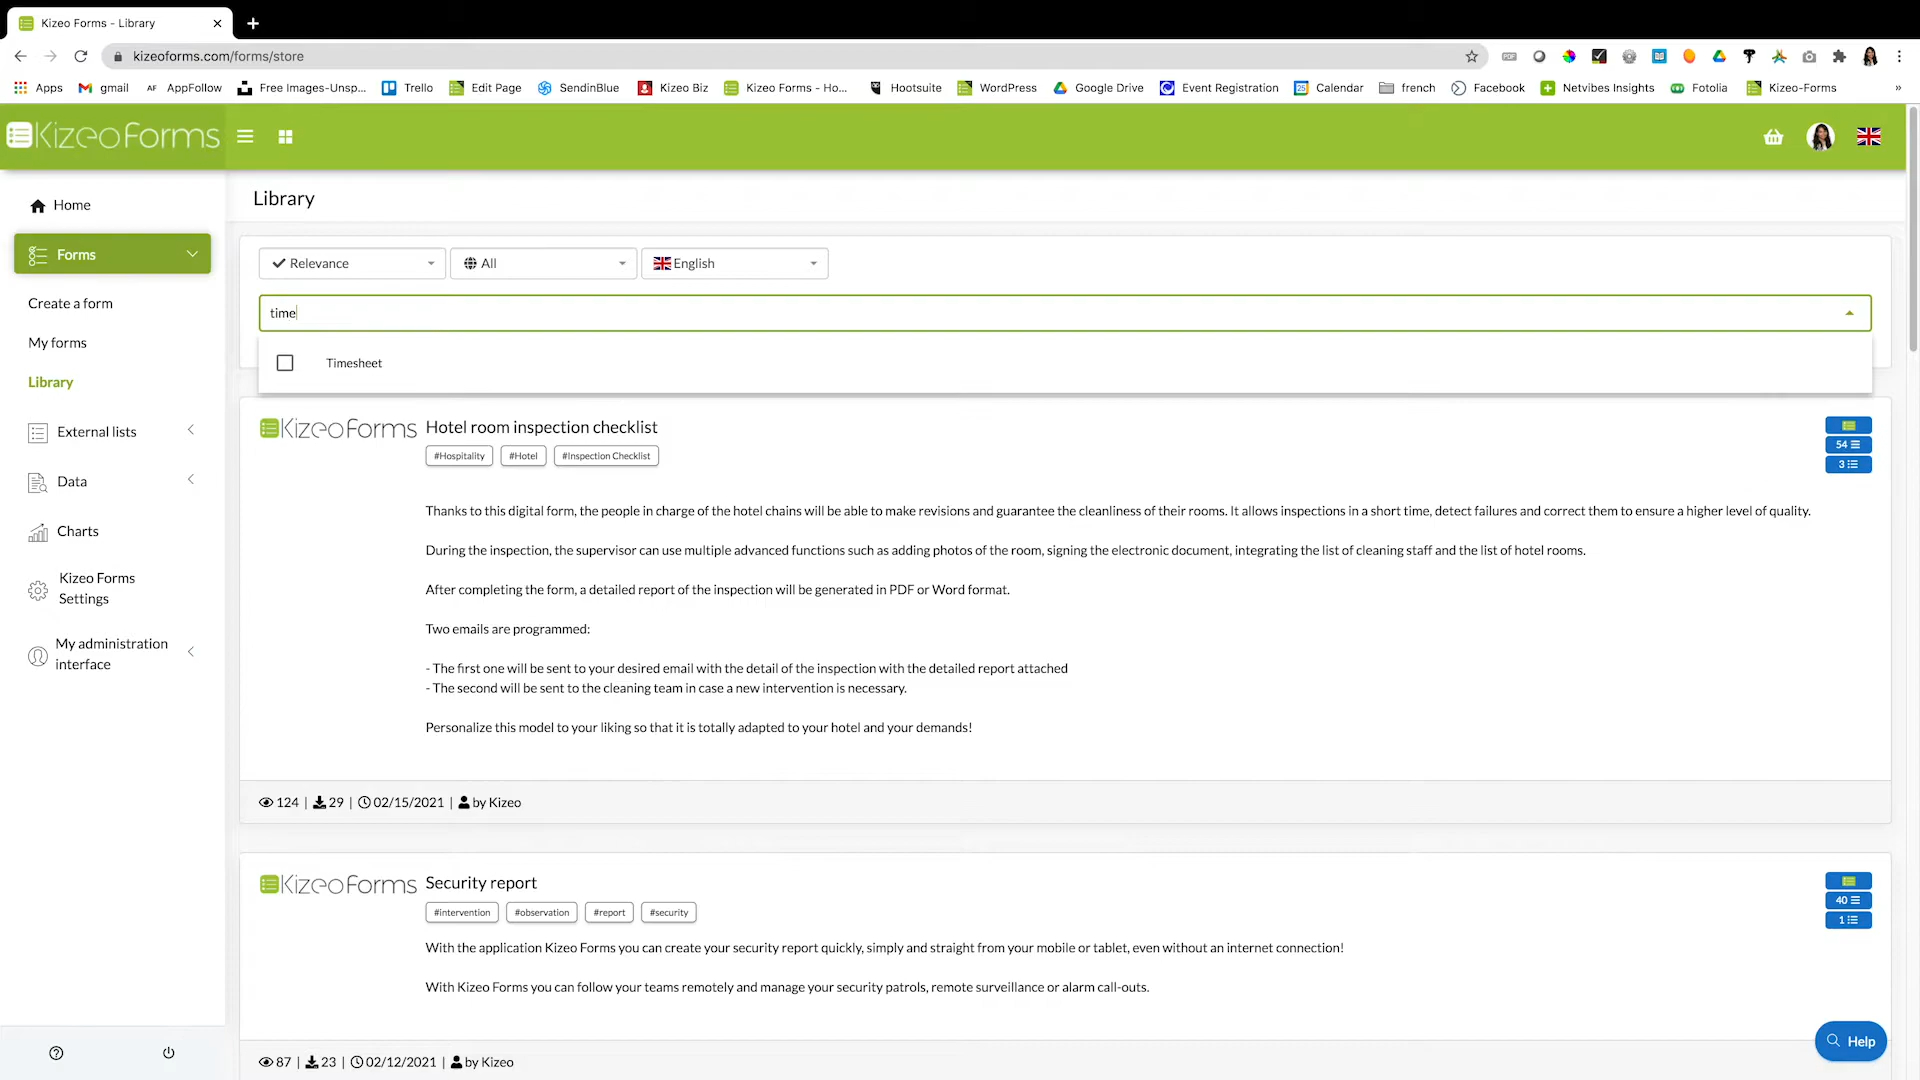 Kizeo Forms - Library
kizeoforms.com/forms/store
Apps
gmail
AF AppFollow
Free Images-Unsp...
Trello
Edit Page
SendinBlue
Kizeo Biz
Kizeo Forms - Ho...
Hootsuite
WordPress
Google Drive
Event Registration
Calendar
french
Facebook
Netvibes Insights
Fotolia
Kizeo-Forms
»
KizeoForms
Library
Home
Forms
Create a form
My forms
Library
External lists
Data
Charts
Kizeo Forms
Settings
My administration
interface
Relevance
All
English
time
Timesheet
KizeoForms
Hotel room inspection checklist
#Hospitality
#Hotel
#Inspection Checklist
54
3
Thanks to this digital form, the people in charge of the hotel chains will be able to make revisions and guarantee the cleanliness of their rooms. It allows inspections in a short time, detect failures and correct them to ensure a higher level of quality.
During the inspection, the supervisor can use multiple advanced functions such as adding photos of the room, signing the electronic document, integrating the list of cleaning staff and the list of hotel rooms.
After completing the form, a detailed report of the inspection will be generated in PDF or Word format.
Two emails are programmed:
- The first one will be sent to your desired email with the detail of the inspection with the detailed report attached
- The second will be sent to the cleaning team in case a new intervention is necessary.
Personalize this model to your liking so that it is totally adapted to your hotel and your demands!
124 | 29 | 02/15/2021 | by Kizeo
KizeoForms
Security report
#intervention
#observation
#report
#security
40
1
With the application Kizeo Forms you can create your security report quickly, simply and straight from your mobile or tablet, even without an internet connection!
With Kizeo Forms you can follow your teams remotely and manage your security patrols, remote surveillance or alarm call-outs.
87 | 23 | 02/12/2021 | by Kizeo
Help